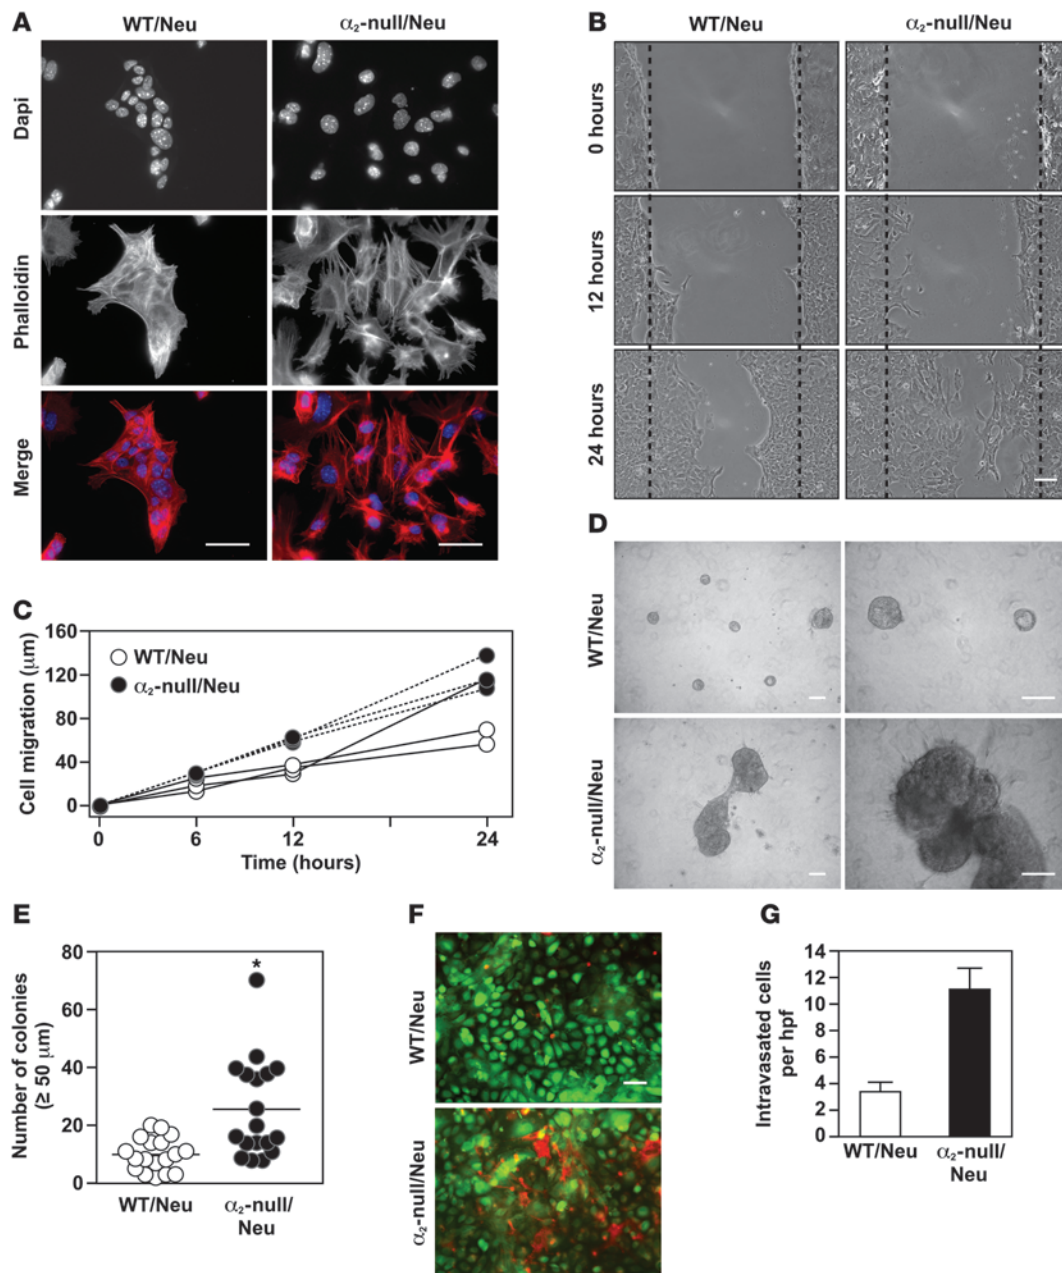 A
WT/Neu
α₂-null/Neu
Dapi
Phalloidin
Merge
B
WT/Neu
α₂-null/Neu
0 hours
12 hours
24 hours
C
Cell migration (μm)
160
120
80
40
0
WT/Neu
α₂-null/Neu
0
6
12
24
Time (hours)
D
WT/Neu
α₂-null/Neu
E
Number of colonies
(≥ 50 μm)
80
60
40
20
0
*
WT/Neu
α₂-null/
Neu
F
WT/Neu
α₂-null/Neu
G
Intravasated cells
per hpf
14
12
10
8
6
4
2
0
WT/Neu
α₂-null/
Neu